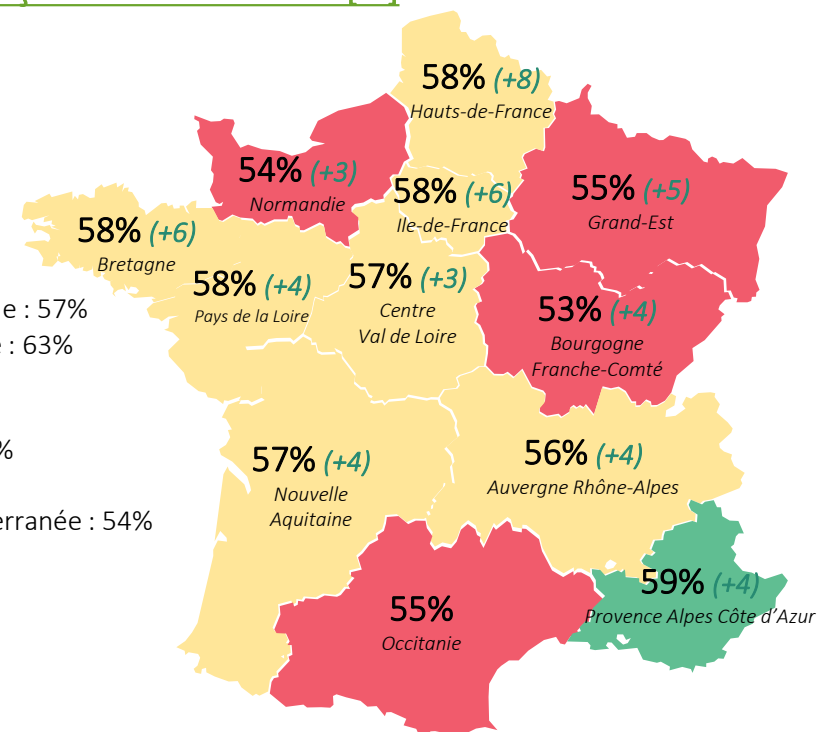 58% (+8)
Hauts-de-France
54% (+3)
Normandie
58% (+6)
Ile-de-France
55% (+5)
Grand-Est
58% (+6)
Bretagne
58% (+4)
Pays de la Loire
57% (+3)
Centre
Val de Loire
53% (+4)
Bourgogne
Franche-Comté
: 57%
: 63%
%
57% (+4)
Nouvelle
Aquitaine
56% (+4)
Auvergne Rhône-Alpes
: 54%
59% (+4)
Provence Alpes Côte d'Azur
55%
Occitanie